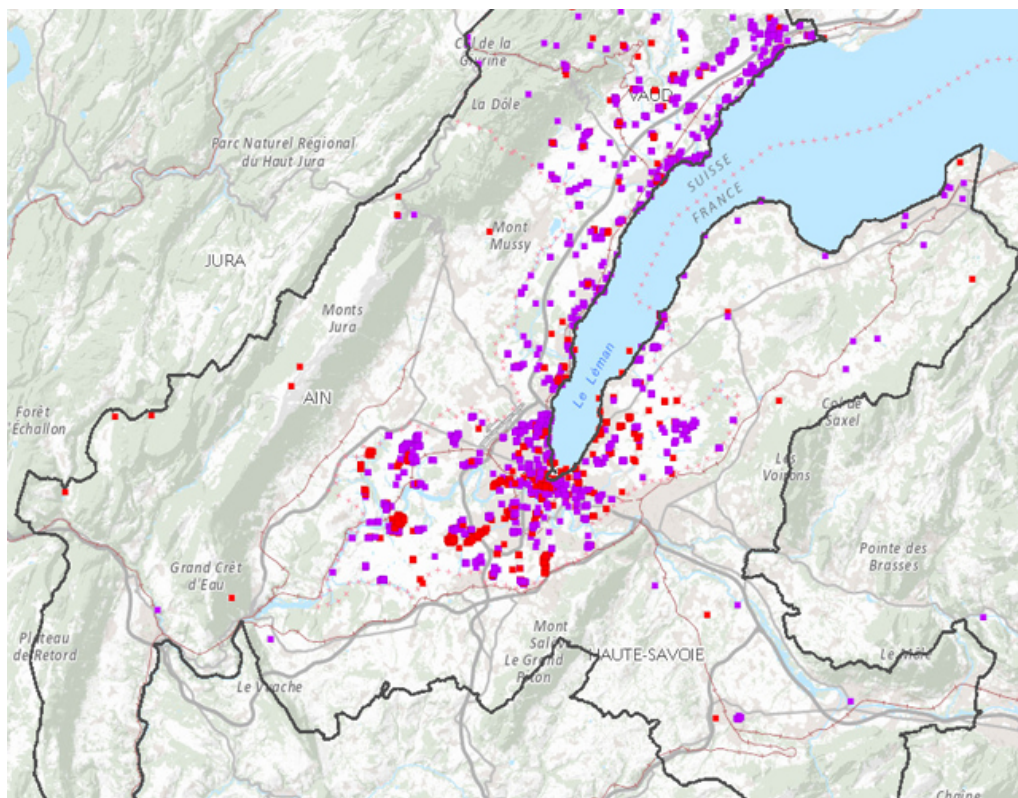 Col de la
Givrine
La Dôle
VAUD
Parc Naturel Régional
du Haut Jura
SUISSE
FRANCE
Mont
Mussy
JURA
Monts
Jura
Le Léman
AIN
Forêt
d'Echallon
Col de
Saxel
Les
Voirons
Pointe des
Brasses
Grand Crêt
d'Eau
Plateau
de Retord
Mont
Salève
Le Grand
Piton
HAUTE-SAVOIE
Le Môle
Le Vuache
Chaîne